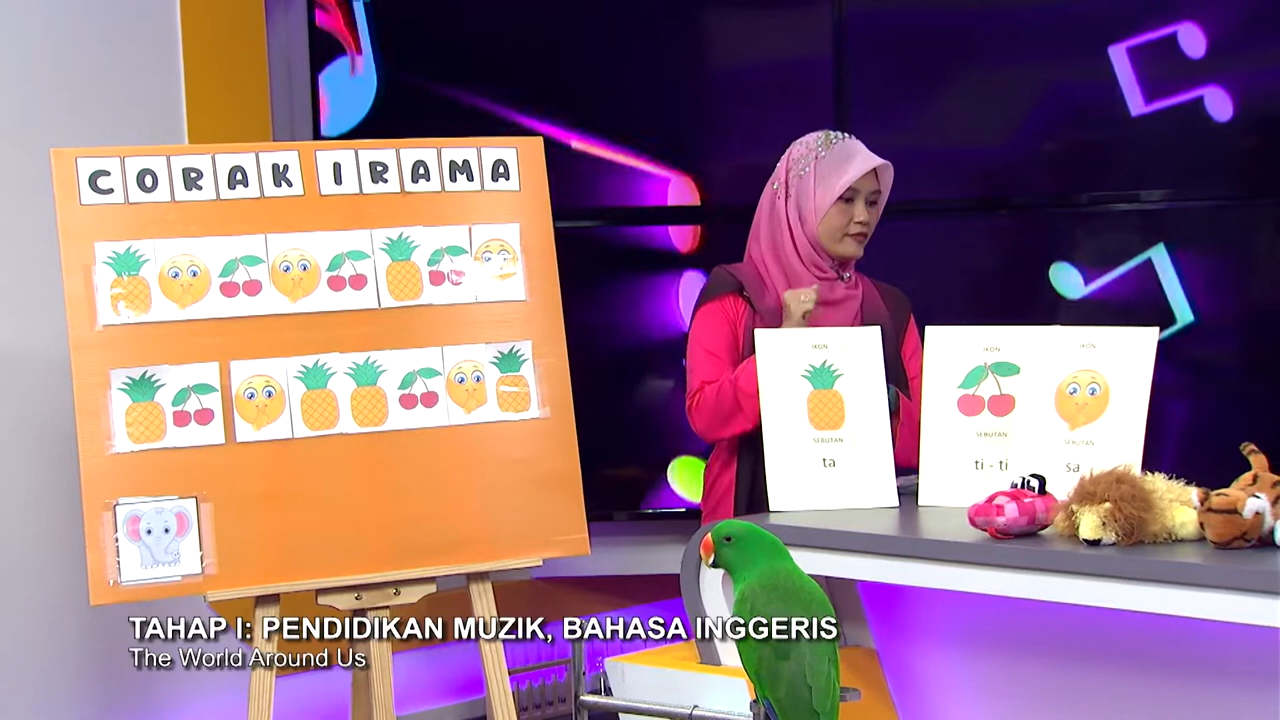 CORAK IRAMA
IKON
SEBUTAN
ta
IKON
SEBUTAN
ti - ti
IKON
SEBUTAN
sa
TAHAP I: PENDIDIKAN MUZIK, BAHASA INGGERIS
The World Around Us